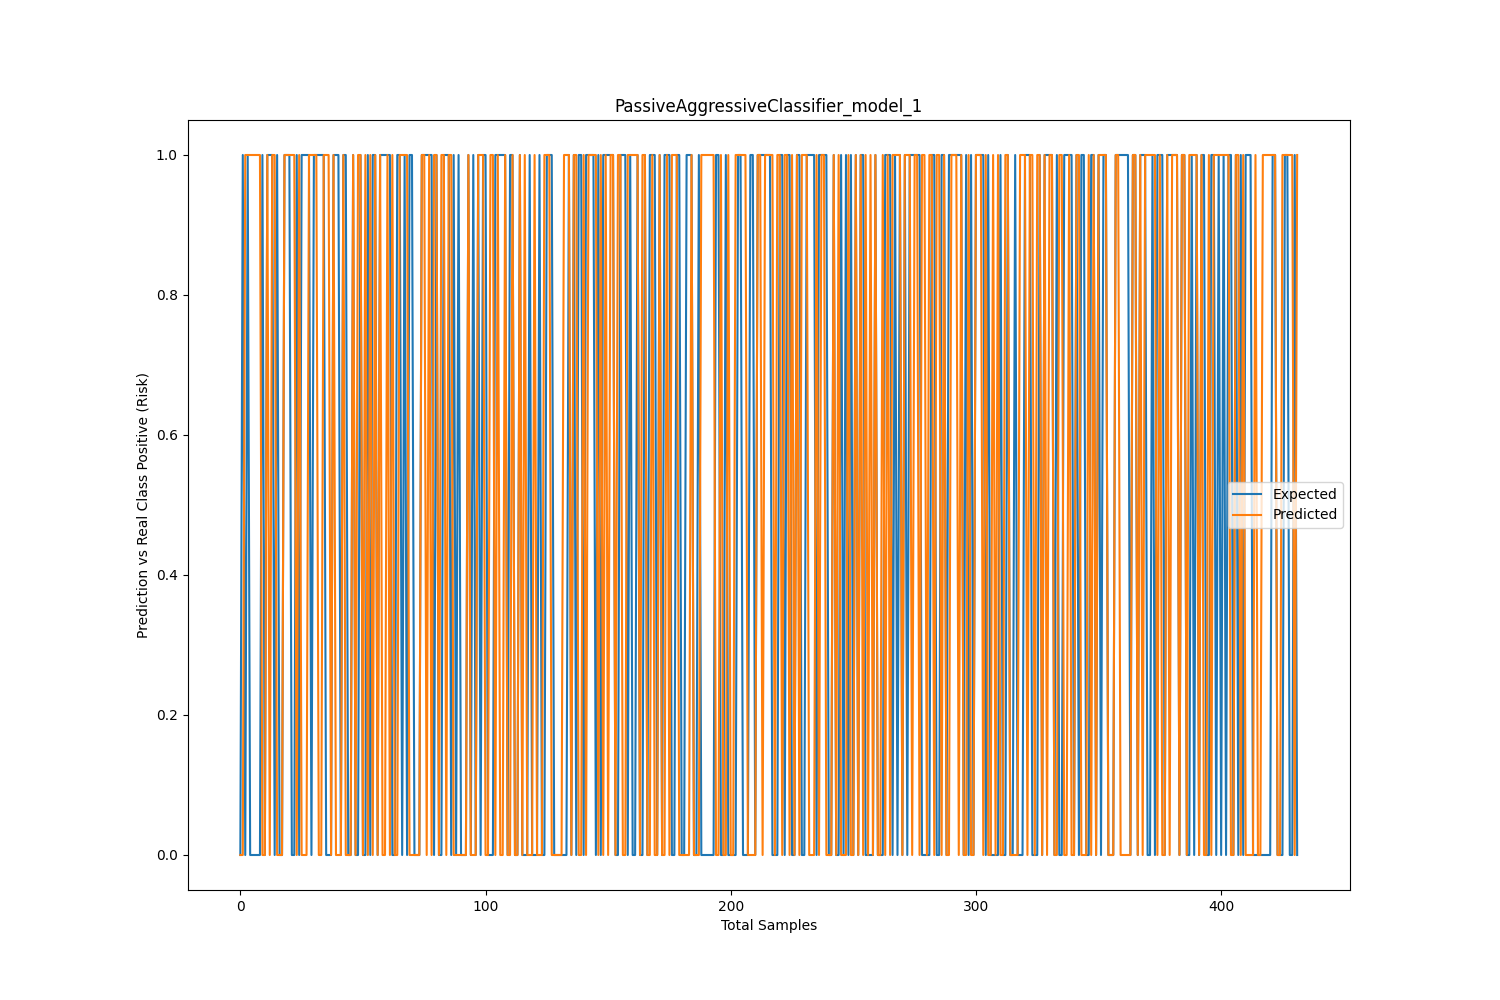 PassiveAggressiveClassifier_model_1
1.0
0.8
0.6
0.4
0.2
0.0
Prediction vs Real Class Positive (Risk)
Expected
Predicted
0
100
200
300
400
Total Samples